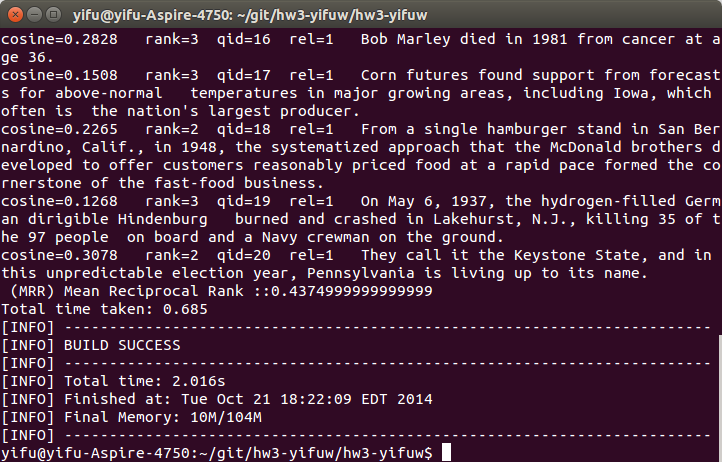 yifu@yifu-Aspire-4750: ~/git/hw3-yifuw/hw3-yifuw
cosine=0.2828   rank=3  qid=16  rel=1   Bob Marley died in 1981 from cancer at a
ge 36.
cosine=0.1508   rank=3  qid=17  rel=1   Corn futures found support from forecast
s for above-normal   temperatures in major growing areas, including Iowa, which
often is  the nation's largest producer.
cosine=0.2265   rank=2  qid=18  rel=1   From a single hamburger stand in San Ber
nardino, Calif., in 1948, the systematized approach that the McDonald brothers d
eveloped to offer customers reasonably priced food at a rapid pace formed the co
rnerstone of the fast-food business.
cosine=0.1268   rank=3  qid=19  rel=1   On May 6, 1937, the hydrogen-filled Germ
an dirigible Hindenburg   burned and crashed in Lakehurst, N.J., killing 35 of t
he 97 people  on board and a Navy crewman on the ground.
cosine=0.3078   rank=2  qid=20  rel=1   They call it the Keystone State, and in
this unpredictable election year, Pennsylvania is living up to its name.
 (MRR) Mean Reciprocal Rank ::0.4374999999999999
Total time taken: 0.685
[INFO] ------------------------------------------------------------------------
[INFO] BUILD SUCCESS
[INFO] ------------------------------------------------------------------------
[INFO] Total time: 2.016s
[INFO] Finished at: Tue Oct 21 18:22:09 EDT 2014
[INFO] Final Memory: 10M/104M
[INFO] ------------------------------------------------------------------------
yifu@yifu-Aspire-4750:~/git/hw3-yifuw/hw3-yifuw$